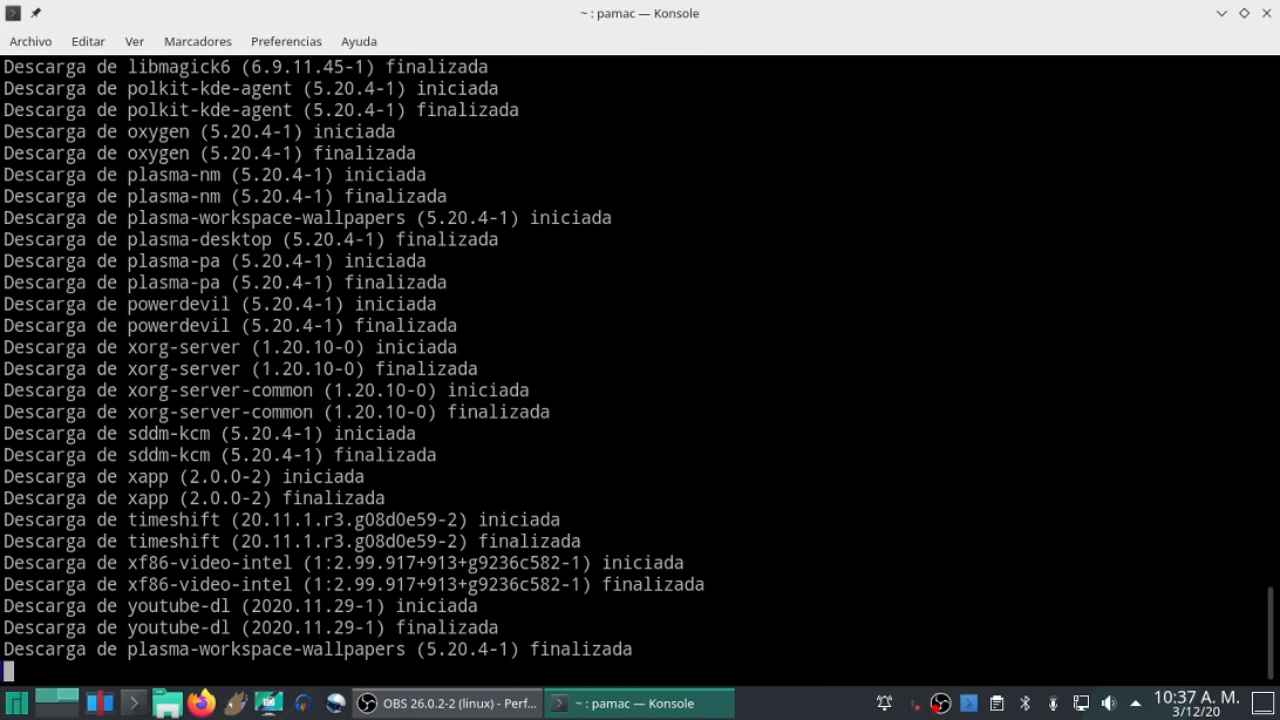 ~ : pamac — Konsole
Archivo Editar Ver Marcadores Preferencias Ayuda
Descarga de libmagick6 (6.9.11.45-1) finalizada
Descarga de polkit-kde-agent (5.20.4-1) iniciada
Descarga de polkit-kde-agent (5.20.4-1) finalizada
Descarga de oxygen (5.20.4-1) iniciada
Descarga de oxygen (5.20.4-1) finalizada
Descarga de plasma-nm (5.20.4-1) iniciada
Descarga de plasma-nm (5.20.4-1) finalizada
Descarga de plasma-workspace-wallpapers (5.20.4-1) iniciada
Descarga de plasma-desktop (5.20.4-1) finalizada
Descarga de plasma-pa (5.20.4-1) iniciada
Descarga de plasma-pa (5.20.4-1) finalizada
Descarga de powerdevil (5.20.4-1) iniciada
Descarga de powerdevil (5.20.4-1) finalizada
Descarga de xorg-server (1.20.10-0) iniciada
Descarga de xorg-server (1.20.10-0) finalizada
Descarga de xorg-server-common (1.20.10-0) iniciada
Descarga de xorg-server-common (1.20.10-0) finalizada
Descarga de sddm-kcm (5.20.4-1) iniciada
Descarga de sddm-kcm (5.20.4-1) finalizada
Descarga de xapp (2.0.0-2) iniciada
Descarga de xapp (2.0.0-2) finalizada
Descarga de timeshift (20.11.1.r3.g08d0e59-2) iniciada
Descarga de timeshift (20.11.1.r3.g08d0e59-2) finalizada
Descarga de xf86-video-intel (1:2.99.917+913+g9236c582-1) iniciada
Descarga de xf86-video-intel (1:2.99.917+913+g9236c582-1) finalizada
Descarga de youtube-dl (2020.11.29-1) iniciada
Descarga de youtube-dl (2020.11.29-1) finalizada
Descarga de plasma-workspace-wallpapers (5.20.4-1) finalizada
OBS 26.0.2-2 (linux) - Perf... ~ : pamac — Konsole 10:37 A. M.
3/12/20